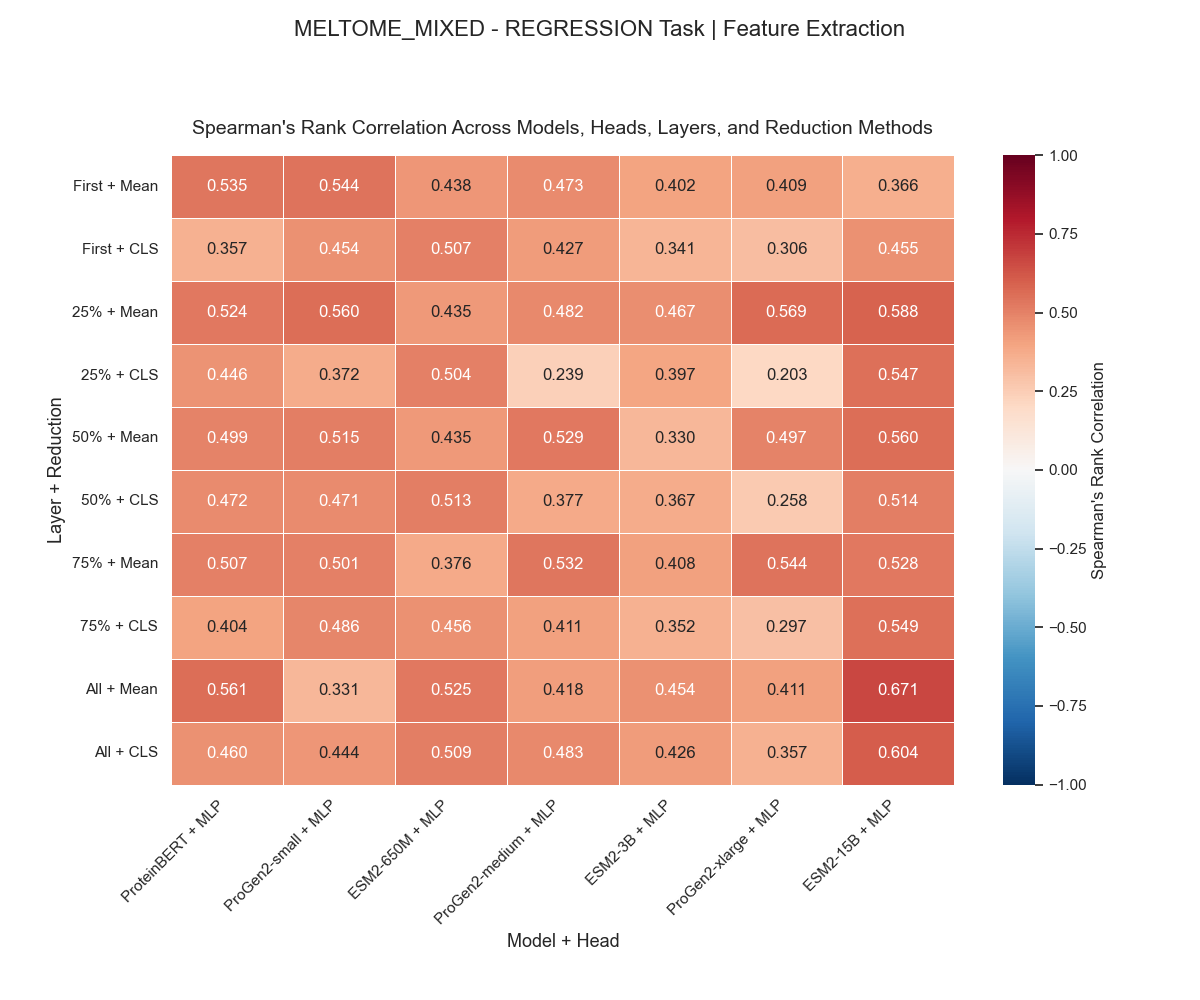 MELTOME_MIXED - REGRESSION Task | Feature Extraction
Spearman's Rank Correlation Across Models, Heads, Layers, and Reduction Methods
Layer + Reduction
First + Mean 0.535 0.544 0.438 0.473 0.402 0.409 0.366
First + CLS 0.357 0.454 0.507 0.427 0.341 0.306 0.455
25% + Mean 0.524 0.560 0.435 0.482 0.467 0.569 0.588
25% + CLS 0.446 0.372 0.504 0.239 0.397 0.203 0.547
50% + Mean 0.499 0.515 0.435 0.529 0.330 0.497 0.560
50% + CLS 0.472 0.471 0.513 0.377 0.367 0.258 0.514
75% + Mean 0.507 0.501 0.376 0.532 0.408 0.544 0.528
75% + CLS 0.404 0.486 0.456 0.411 0.352 0.297 0.549
All + Mean 0.561 0.331 0.525 0.418 0.454 0.411 0.671
All + CLS 0.460 0.444 0.509 0.483 0.426 0.357 0.604
ProteinBERT + MLP
ProGen2-small + MLP
ESM2-650M + MLP
ProGen2-medium + MLP
ESM2-3B + MLP
ProGen2-xlarge + MLP
ESM2-15B + MLP
Model + Head
1.00
0.75
0.50
0.25
0.00
−0.25
−0.50
−0.75
−1.00
Spearman's Rank Correlation